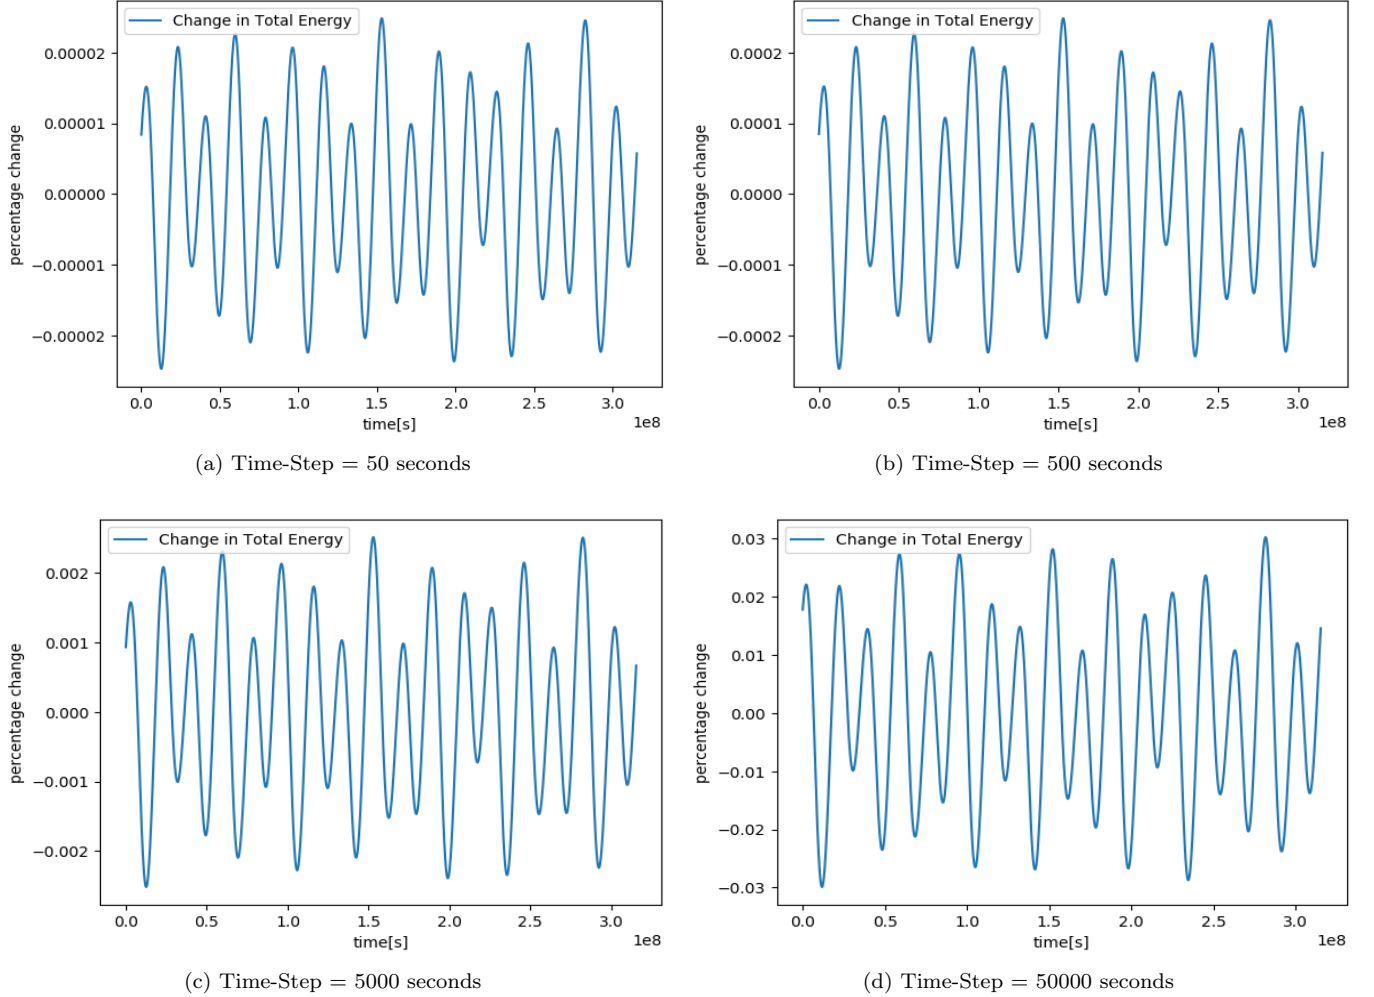 Change in Total Energy
percentage change
0.00002
0.00001
0.00000
−0.00001
−0.00002
0.0 0.5 1.0 1.5 2.0 2.5 3.0
1e8
time[s]
(a) Time-Step = 50 seconds
Change in Total Energy
percentage change
0.0002
0.0001
0.0000
−0.0001
−0.0002
0.0 0.5 1.0 1.5 2.0 2.5 3.0
1e8
time[s]
(b) Time-Step = 500 seconds
Change in Total Energy
percentage change
0.002
0.001
0.000
−0.001
−0.002
0.0 0.5 1.0 1.5 2.0 2.5 3.0
1e8
time[s]
(c) Time-Step = 5000 seconds
Change in Total Energy
percentage change
0.03
0.02
0.01
0.00
−0.01
−0.02
−0.03
0.0 0.5 1.0 1.5 2.0 2.5 3.0
1e8
time[s]
(d) Time-Step = 50000 seconds